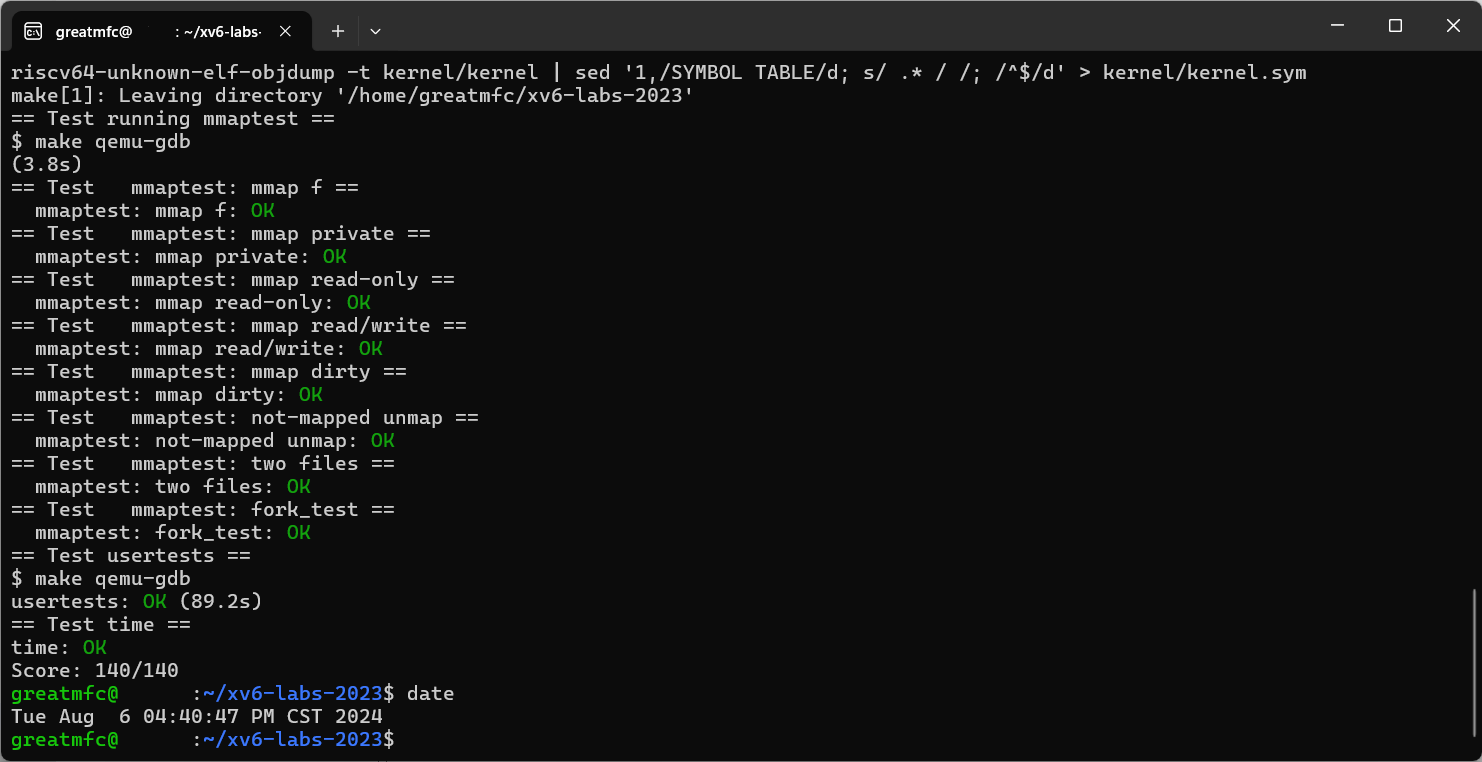 greatmfc@ : ~/xv6-labs-
riscv64-unknown-elf-objdump -t kernel/kernel | sed '1,/SYMBOL TABLE/d; s/ .* / /; /^$/d' > kernel/kernel.sym
make[1]: Leaving directory '/home/greatmfc/xv6-labs-2023'
== Test running mmaptest ==
$ make qemu-gdb
(3.8s)
== Test   mmaptest: mmap f ==
  mmaptest: mmap f: OK
== Test   mmaptest: mmap private ==
  mmaptest: mmap private: OK
== Test   mmaptest: mmap read-only ==
  mmaptest: mmap read-only: OK
== Test   mmaptest: mmap read/write ==
  mmaptest: mmap read/write: OK
== Test   mmaptest: mmap dirty ==
  mmaptest: mmap dirty: OK
== Test   mmaptest: not-mapped unmap ==
  mmaptest: not-mapped unmap: OK
== Test   mmaptest: two files ==
  mmaptest: two files: OK
== Test   mmaptest: fork_test ==
  mmaptest: fork_test: OK
== Test usertests ==
$ make qemu-gdb
usertests: OK (89.2s)
== Test time ==
time: OK
Score: 140/140
greatmfc@      :~/xv6-labs-2023$ date
Tue Aug  6 04:40:47 PM CST 2024
greatmfc@      :~/xv6-labs-2023$